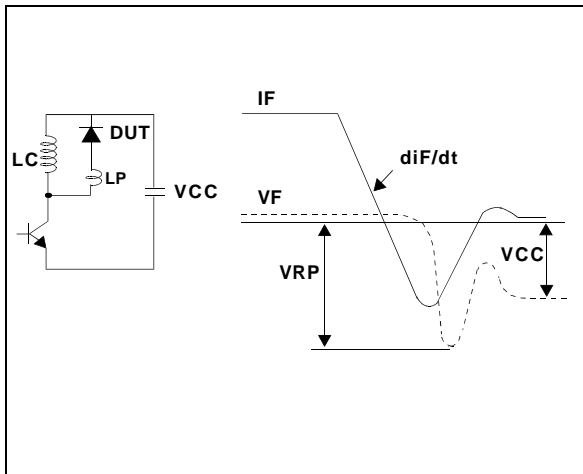 DUT
LC
LP
VCC
IF
diF/dt
VF
VCC
VRP